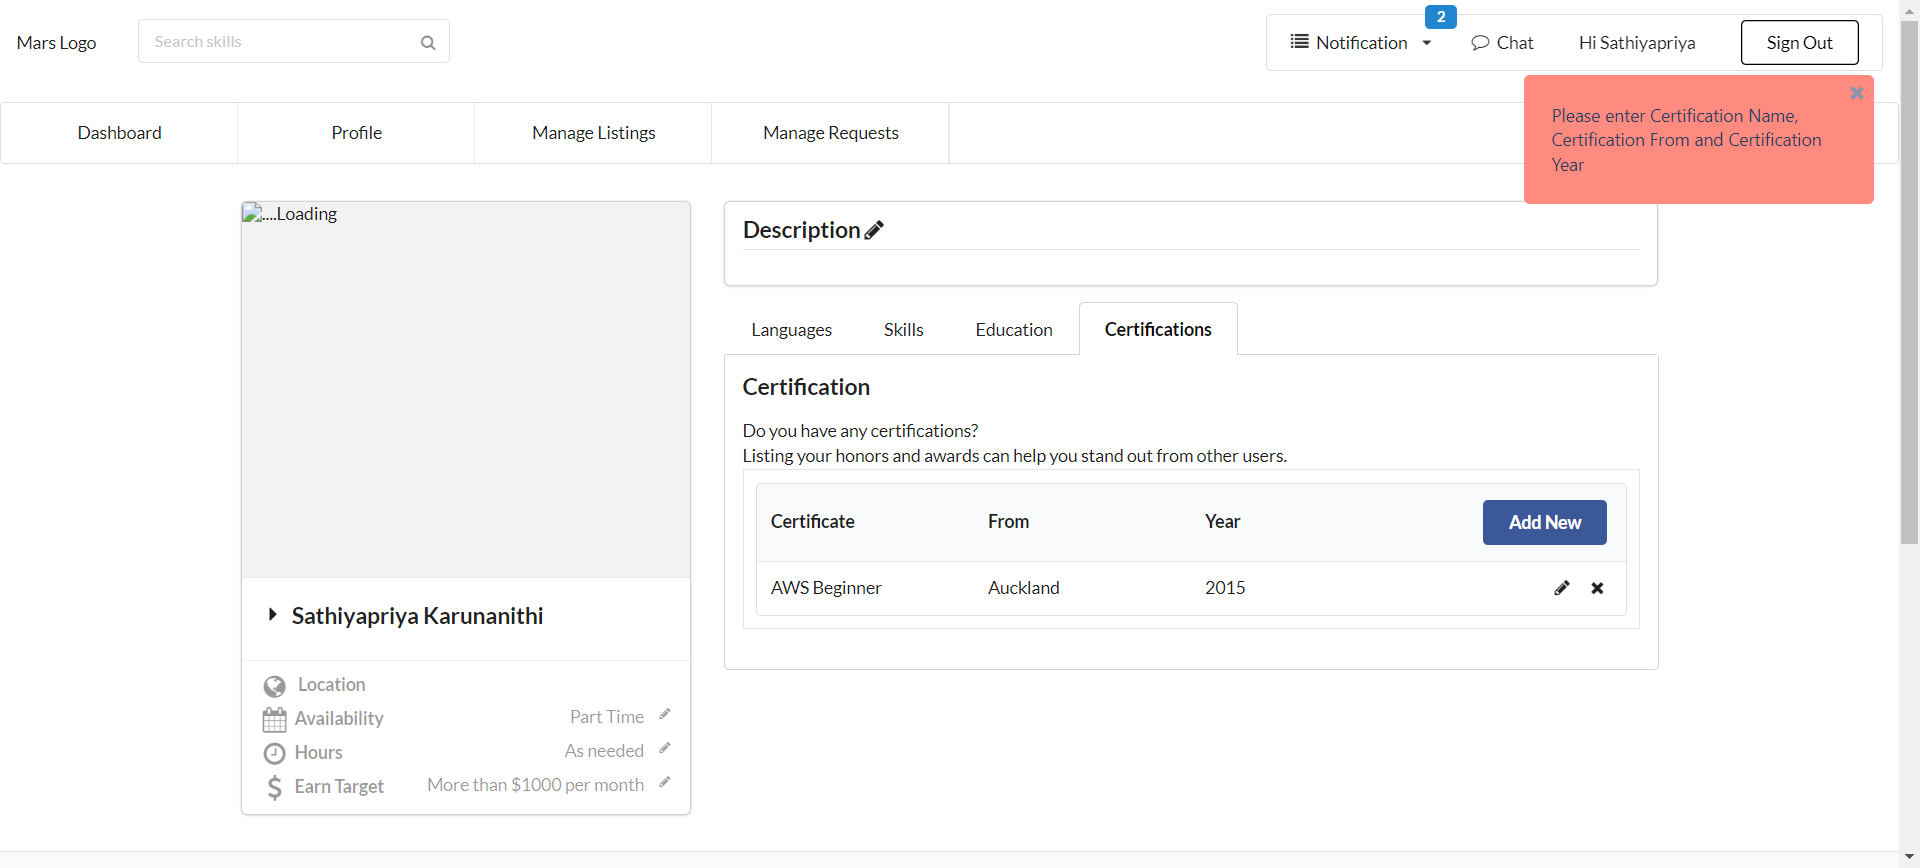 Mars Logo
Search skills
Notification
2
Chat
Hi Sathiyapriya
Sign Out
Please enter Certification Name,
Certification From and Certification
Year
Dashboard
Profile
Manage Listings
Manage Requests
....Loading
Sathiyapriya Karunanithi
Location
Availability
Part Time
Hours
As needed
Earn Target
More than $1000 per month
Description
Languages
Skills
Education
Certifications
Certification
Do you have any certifications?
Listing your honors and awards can help you stand out from other users.
Certificate
From
Year
Add New
AWS Beginner
Auckland
2015